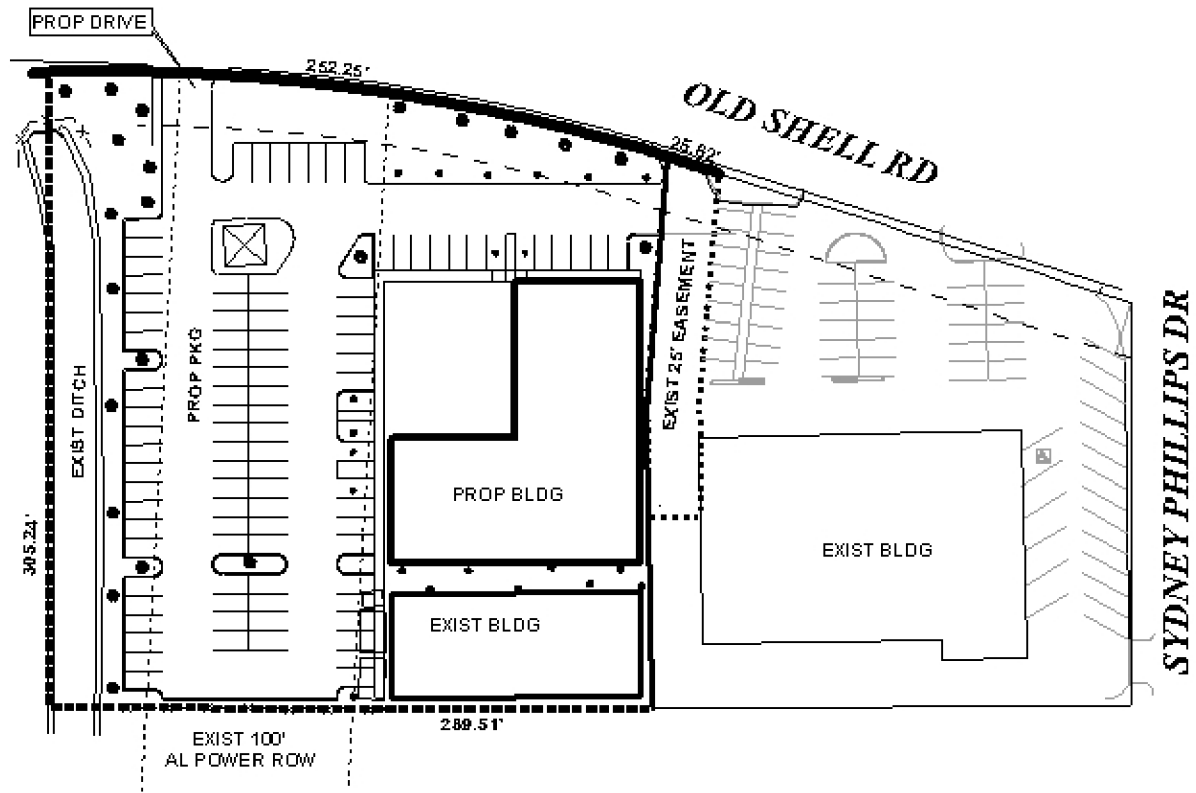 PROP DRIVE
252.25'
OLD SHELL RD
25.82'
EXIST 25' EASEMENT
PROP PKG
EXIST DITCH
SYDNEY PHILLIPS DR
PROP BLDG
EXIST BLDG
305.24'
EXIST BLDG
289.51'
EXIST 100'
AL POWER ROW